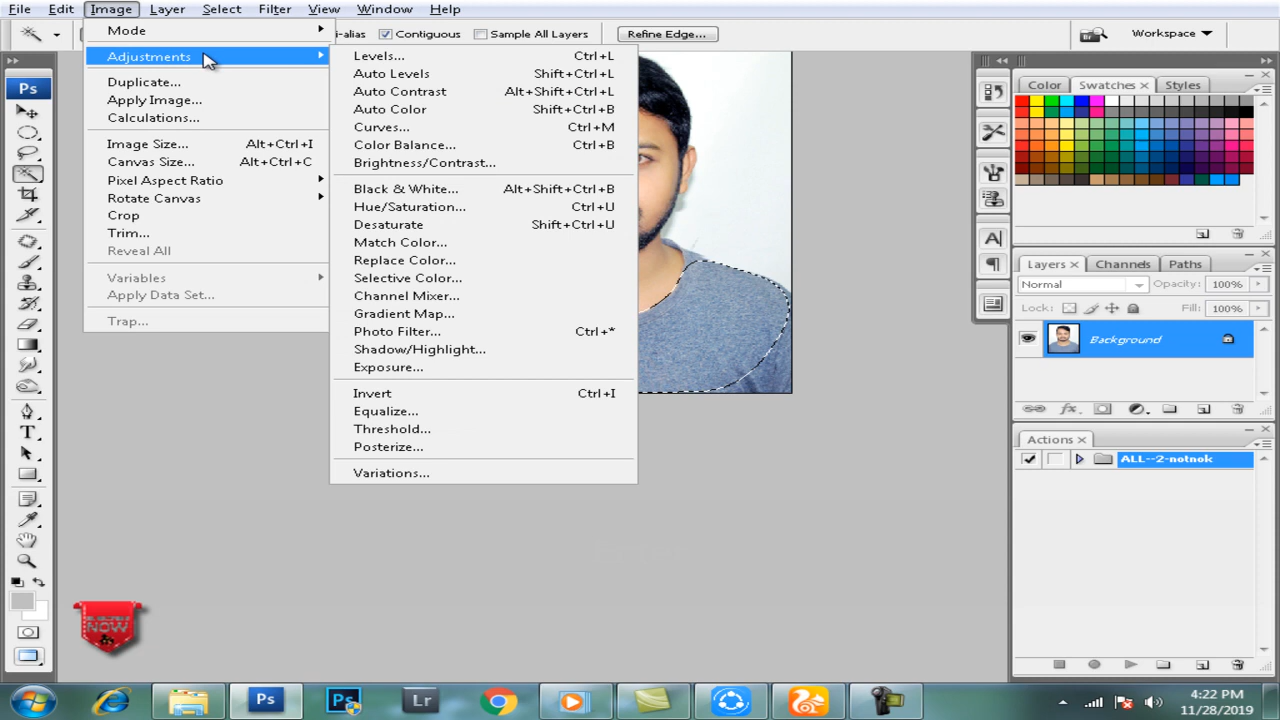 File Edit Image Layer Select Filter View Window Help
i-alias Contiguous Sample All Layers Refine Edge... Workspace
Mode
Adjustments
Duplicate...
Apply Image...
Calculations...
Image Size... Alt+Ctrl+I
Canvas Size... Alt+Ctrl+C
Pixel Aspect Ratio
Rotate Canvas
Crop
Trim...
Reveal All
Variables
Apply Data Set...
Trap...
Levels... Ctrl+L
Auto Levels Shift+Ctrl+L
Auto Contrast Alt+Shift+Ctrl+L
Auto Color Shift+Ctrl+B
Curves... Ctrl+M
Color Balance... Ctrl+B
Brightness/Contrast...
Black & White... Alt+Shift+Ctrl+B
Hue/Saturation... Ctrl+U
Desaturate Shift+Ctrl+U
Match Color...
Replace Color...
Selective Color...
Channel Mixer...
Gradient Map...
Photo Filter... Ctrl+*
Shadow/Highlight...
Exposure...
Invert Ctrl+I
Equalize...
Threshold...
Posterize...
Variations...
Ps
Color Swatches × Styles
Layers × Channels Paths
Normal Opacity: 100%
Lock: Fill: 100%
Background
Actions ×
ALL--2-notnok
NOW
Ps Ps Lr
4:22 PM
11/28/2019